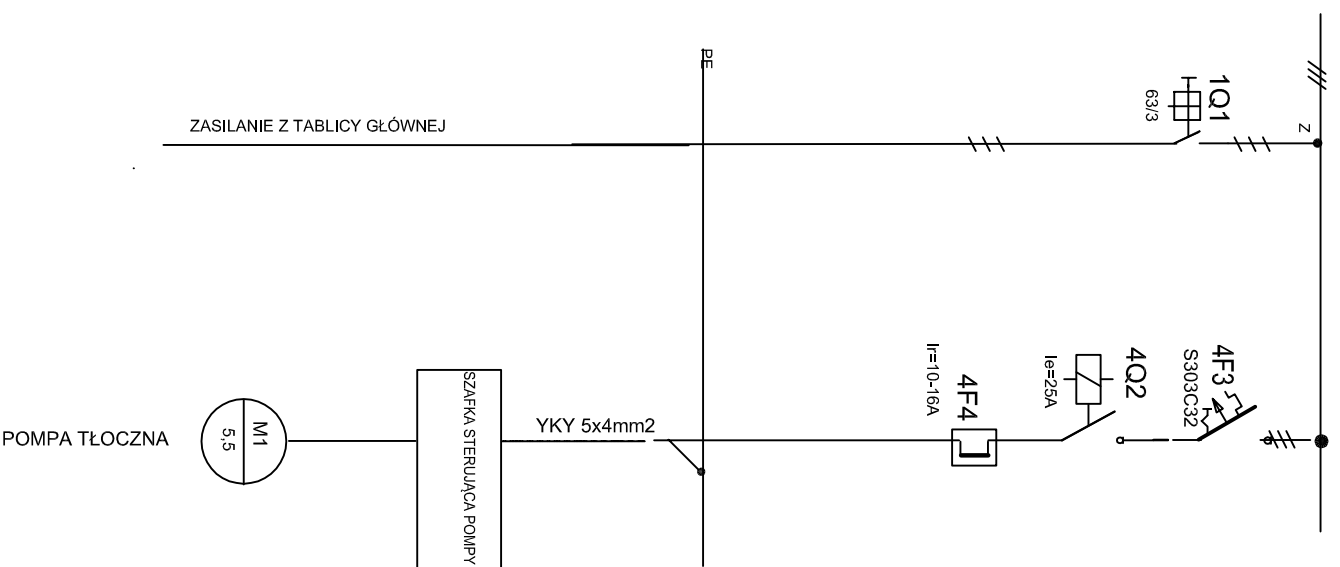 PE
1Q1
63/3
Z
ZASILANIE Z TABLICY GŁÓWNEJ
4F3
S303C32
4Q2
Ie=25A
4F4
Ir=10-16A
YKY 5x4mm2
SZAFKA STERUJĄCA POMPY
M1
5,5
POMPA TŁOCZNA